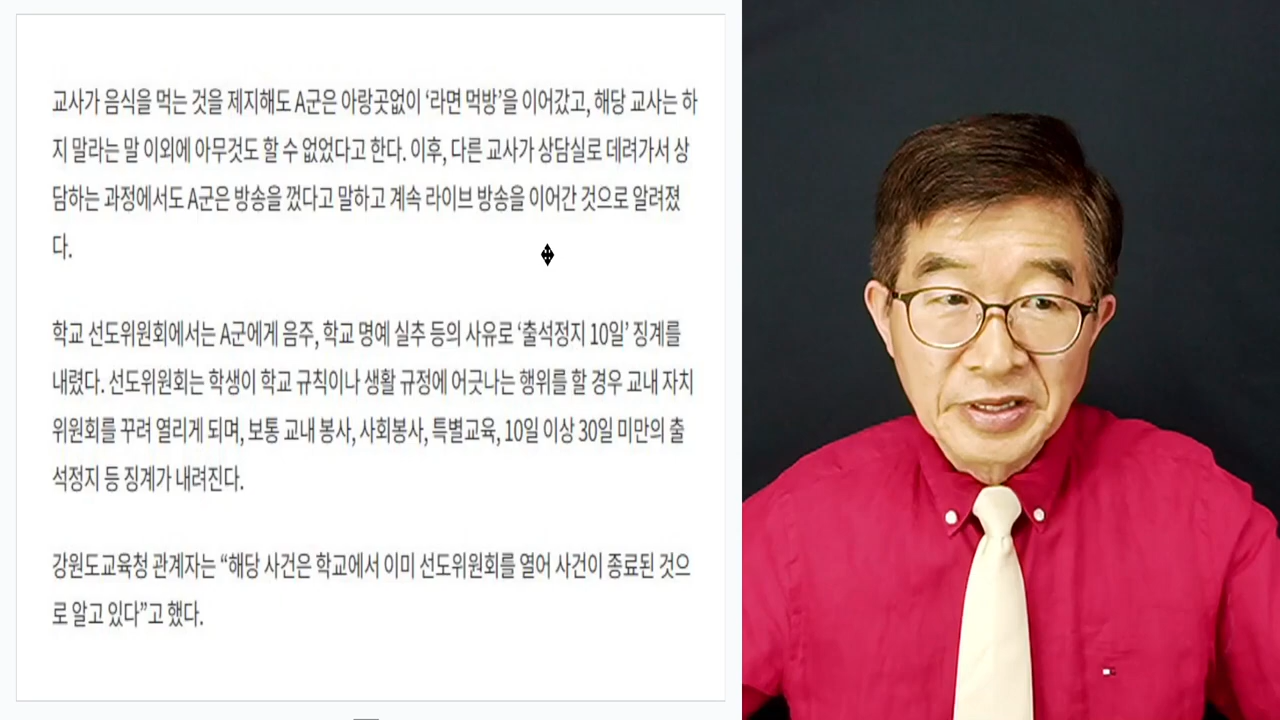 교사가 음식을 먹는 것을 제지해도 A군은 아랑곳없이 ‘라면 먹방’을 이어갔고, 해당 교사는 하
지 말라는 말 이외에 아무것도 할 수 없었다고 한다. 이후, 다른 교사가 상담실로 데려가서 상
담하는 과정에서도 A군은 방송을 껐다고 말하고 계속 라이브 방송을 이어간 것으로 알려졌
다.
학교 선도위원회에서는 A군에게 음주, 학교 명예 실추 등의 사유로 ‘출석정지 10일’ 징계를
내렸다. 선도위원회는 학생이 학교 규칙이나 생활 규정에 어긋나는 행위를 할 경우 교내 자치
위원회를 꾸려 열리게 되며, 보통 교내 봉사, 사회봉사, 특별교육, 10일 이상 30일 미만의 출
석정지 등 징계가 내려진다.
강원도교육청 관계자는 “해당 사건은 학교에서 이미 선도위원회를 열어 사건이 종료된 것으
로 알고 있다”고 했다.